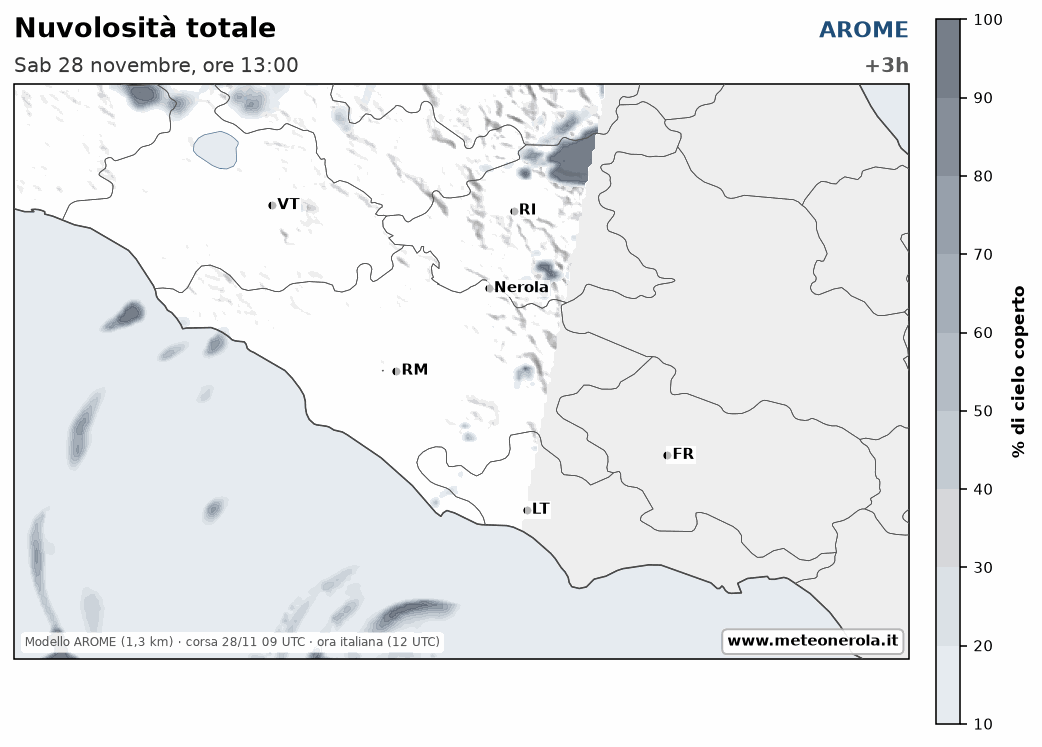 Nuvolosità totale
AROME
Sab 28 novembre, ore 13:00
+3h
100
90
80
70
60
50
40
30
20
10
% di cielo coperto
VT
RI
Nerola
RM
FR
LT
Modello AROME (1,3 km) · corsa 28/11 09 UTC · ora italiana (12 UTC)
www.meteonerola.it